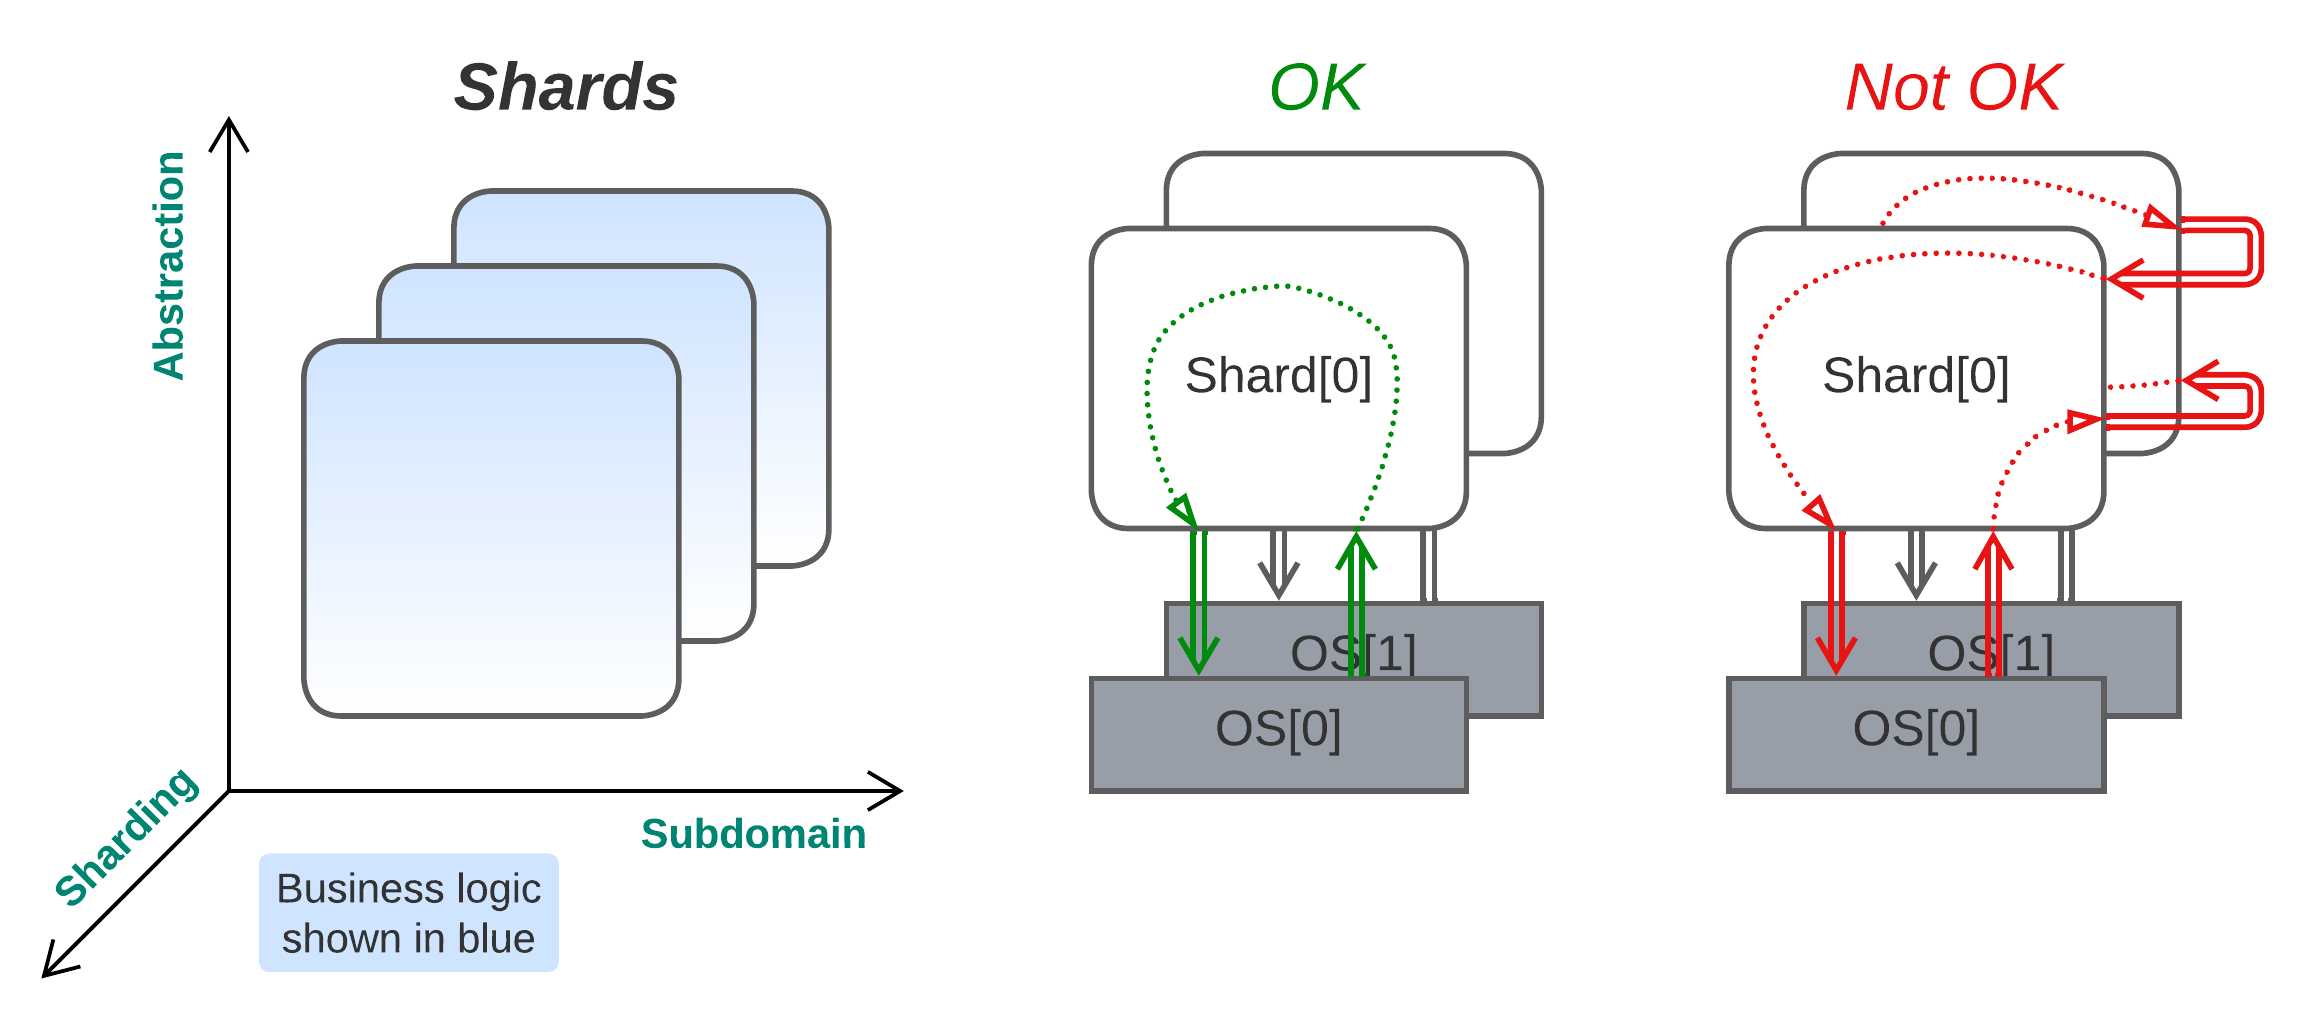 Shards
Abstraction
Sharding
Subdomain
Business logic
shown in blue
OK
Shard[0]
OS[1]
OS[0]
Not OK
Shard[0]
OS[1]
OS[0]